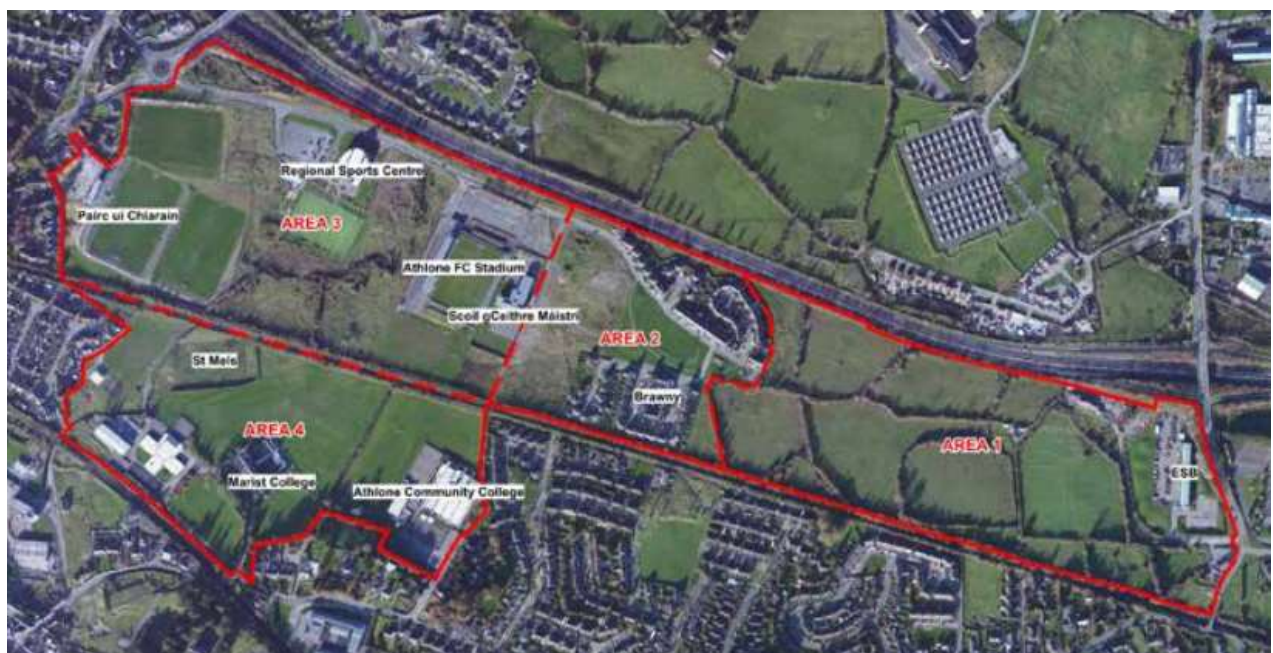 Regional Sports Centre
Pairc ui Chiarain
AREA 3
Athlone FC Stadium
Scoil gCeithre Máistrí
AREA 2
St Mels
Brawny
AREA 4
AREA 1
ESB
Marist College
Athlone Community College